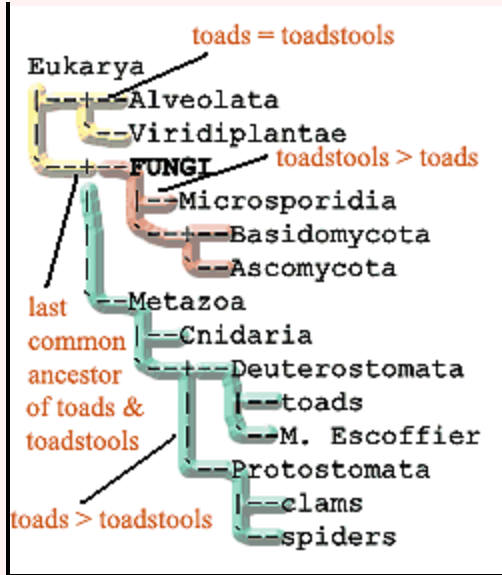 toads = toadstools
Eukarya
Alveolata
Viridiplantae
FUNGI
toadstools > toads
Microsporidia
Basidomycota
Ascomycota
Metazoa
last
common
ancestor
of toads &
toadstools
Cnidaria
Deuterostomata
toads
M. Escoffier
Protostomata
toads > toadstools
clams
spiders